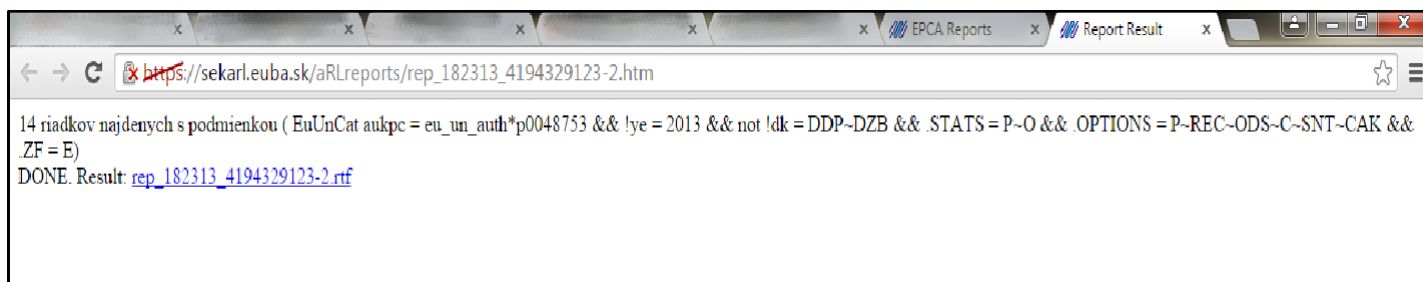 EPCA Reports
Report Result
https://sekarl.euba.sk/aRLreports/rep_182313_4194329123-2.htm
14 riadkov najdenych s podmienkou ( EuUnCat aukpc = eu_un_auth*p0048753 && !ye = 2013 && not !dk = DDP~DZB && .STATS = P~O && .OPTIONS = P~REC~ODS~C~SNT~CAK &&
.ZF = E)
DONE. Result: rep_182313_4194329123-2.rtf